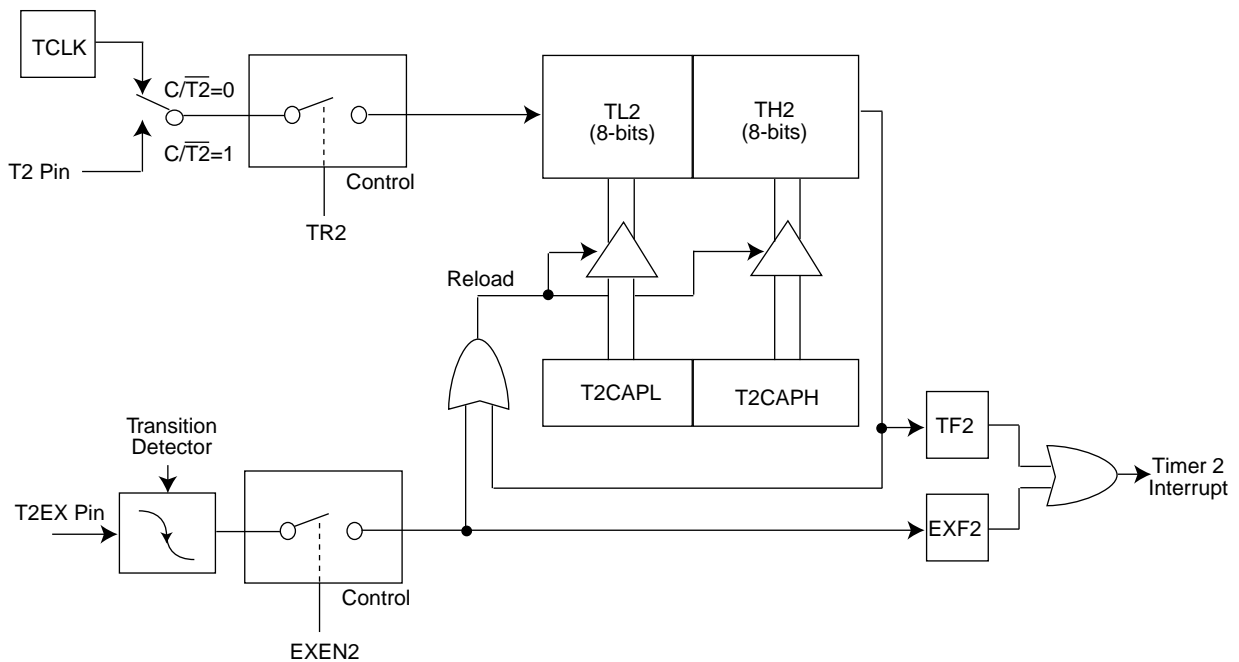 TCLK
C/T2=0
C/T2=1
T2 Pin
Control
TR2
TL2
(8-bits)
TH2
(8-bits)
Reload
T2CAPL
T2CAPH
Transition
Detector
T2EX Pin
Control
EXEN2
TF2
EXF2
Timer 2
Interrupt